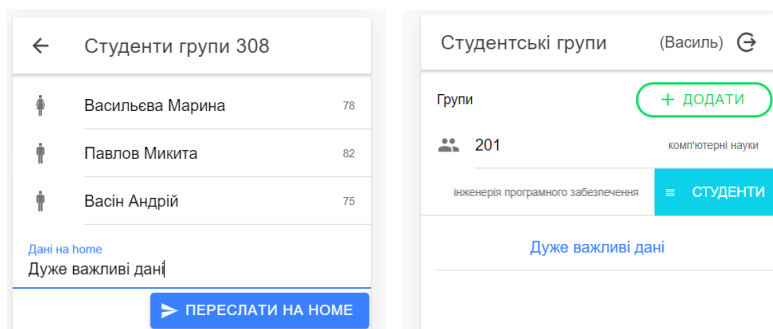 Студенти групи 308
Васильєва Марина 78
Павлов Микита 82
Васін Андрій 75
Дані на home
Дуже важливі дані
ПЕРЕСЛАТИ НА HOME
Студентські групи (Василь)
Групи + ДОДАТИ
201 комп'ютерні науки
інженерія програмного забезпечення СТУДЕНТИ
Дуже важливі дані